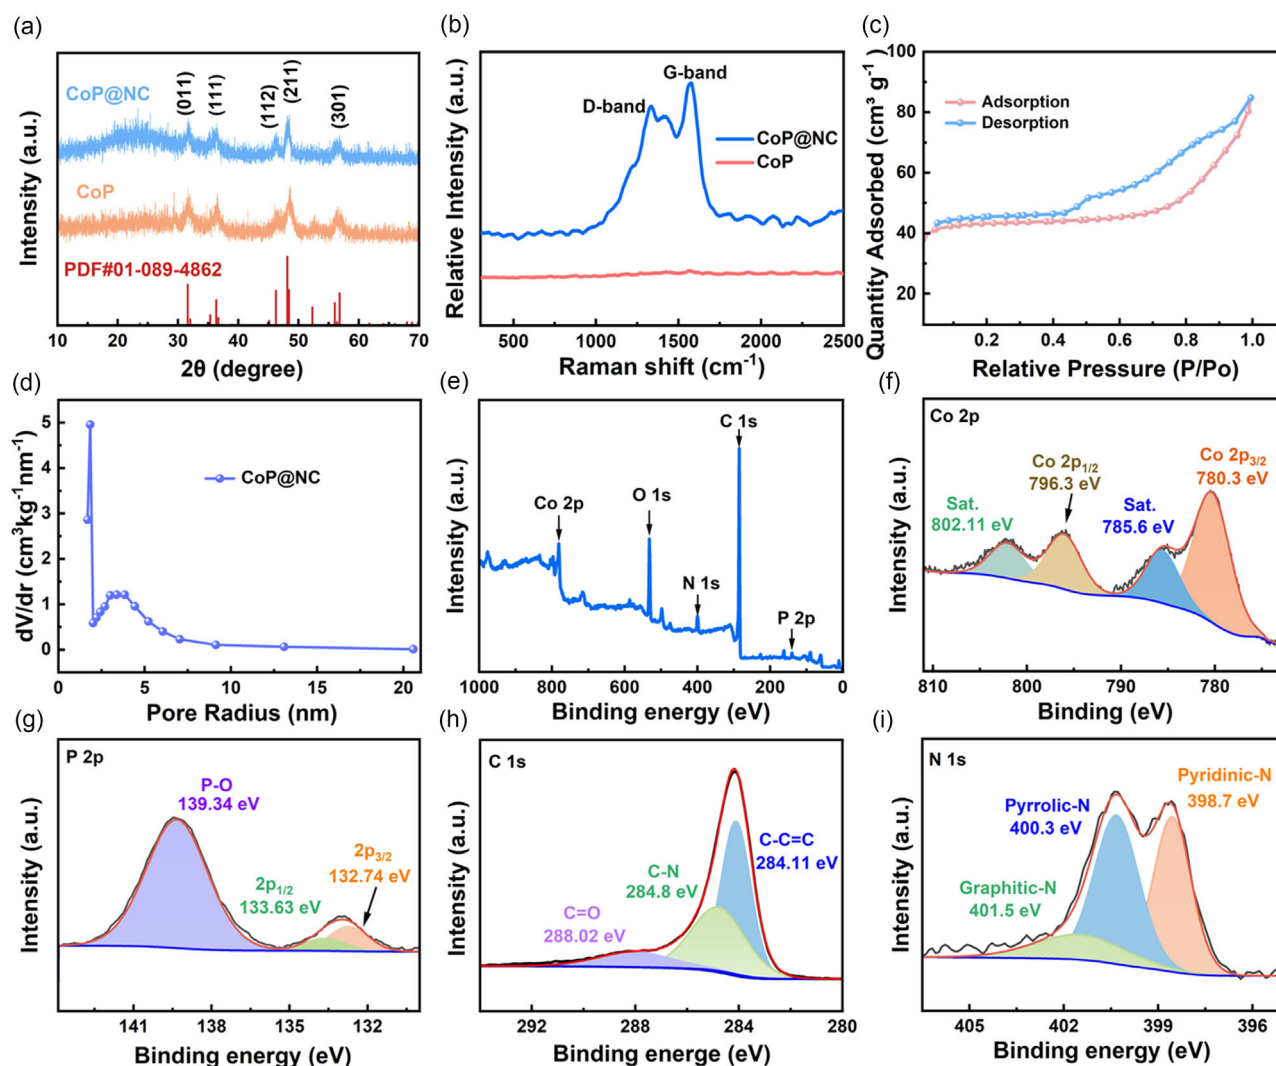 (a)
Intensity (a.u.)
CoP@NC
(011)
(111)
(112)
(211)
(301)
CoP
PDF#01-089-4862
10 20 30 40 50 60 70
2θ (degree)
(b)
Relative Intensity (a.u.)
G-band
D-band
CoP@NC
CoP
500 1000 1500 2000 2500
Raman shift (cm⁻¹)
(c)
Quantity Adsorbed (cm³ g⁻¹)
100
80
60
40
20
Adsorption
Desorption
0.0 0.2 0.4 0.6 0.8 1.0
Relative Pressure (P/Po)
(d)
dV/dr (cm³kg⁻¹nm⁻¹)
5
4
3
2
1
0
CoP@NC
0 4 8 12 16 20
Pore Radius (nm)
(e)
Intensity (a.u.)
C 1s
Co 2p
O 1s
N 1s
P 2p
1000 800 600 400 200 0
Binding energy (eV)
(f)
Intensity (a.u.)
Co 2p
Co 2p₁/₂
796.3 eV
Co 2p₃/₂
780.3 eV
Sat.
802.11 eV
Sat.
785.6 eV
810 800 790 780
Binding (eV)
(g)
Intensity (a.u.)
P 2p
P-O
139.34 eV
2p₁/₂
133.63 eV
2p₃/₂
132.74 eV
141 138 135 132
Binding energy (eV)
(h)
Intensity (a.u.)
C 1s
C-C=C
284.11 eV
C-N
284.8 eV
C=O
288.02 eV
292 288 284 280
Binding energe (eV)
(i)
Intensity (a.u.)
N 1s
Pyridinic-N
398.7 eV
Pyrrolic-N
400.3 eV
Graphitic-N
401.5 eV
405 402 399 396
Binding energy (eV)